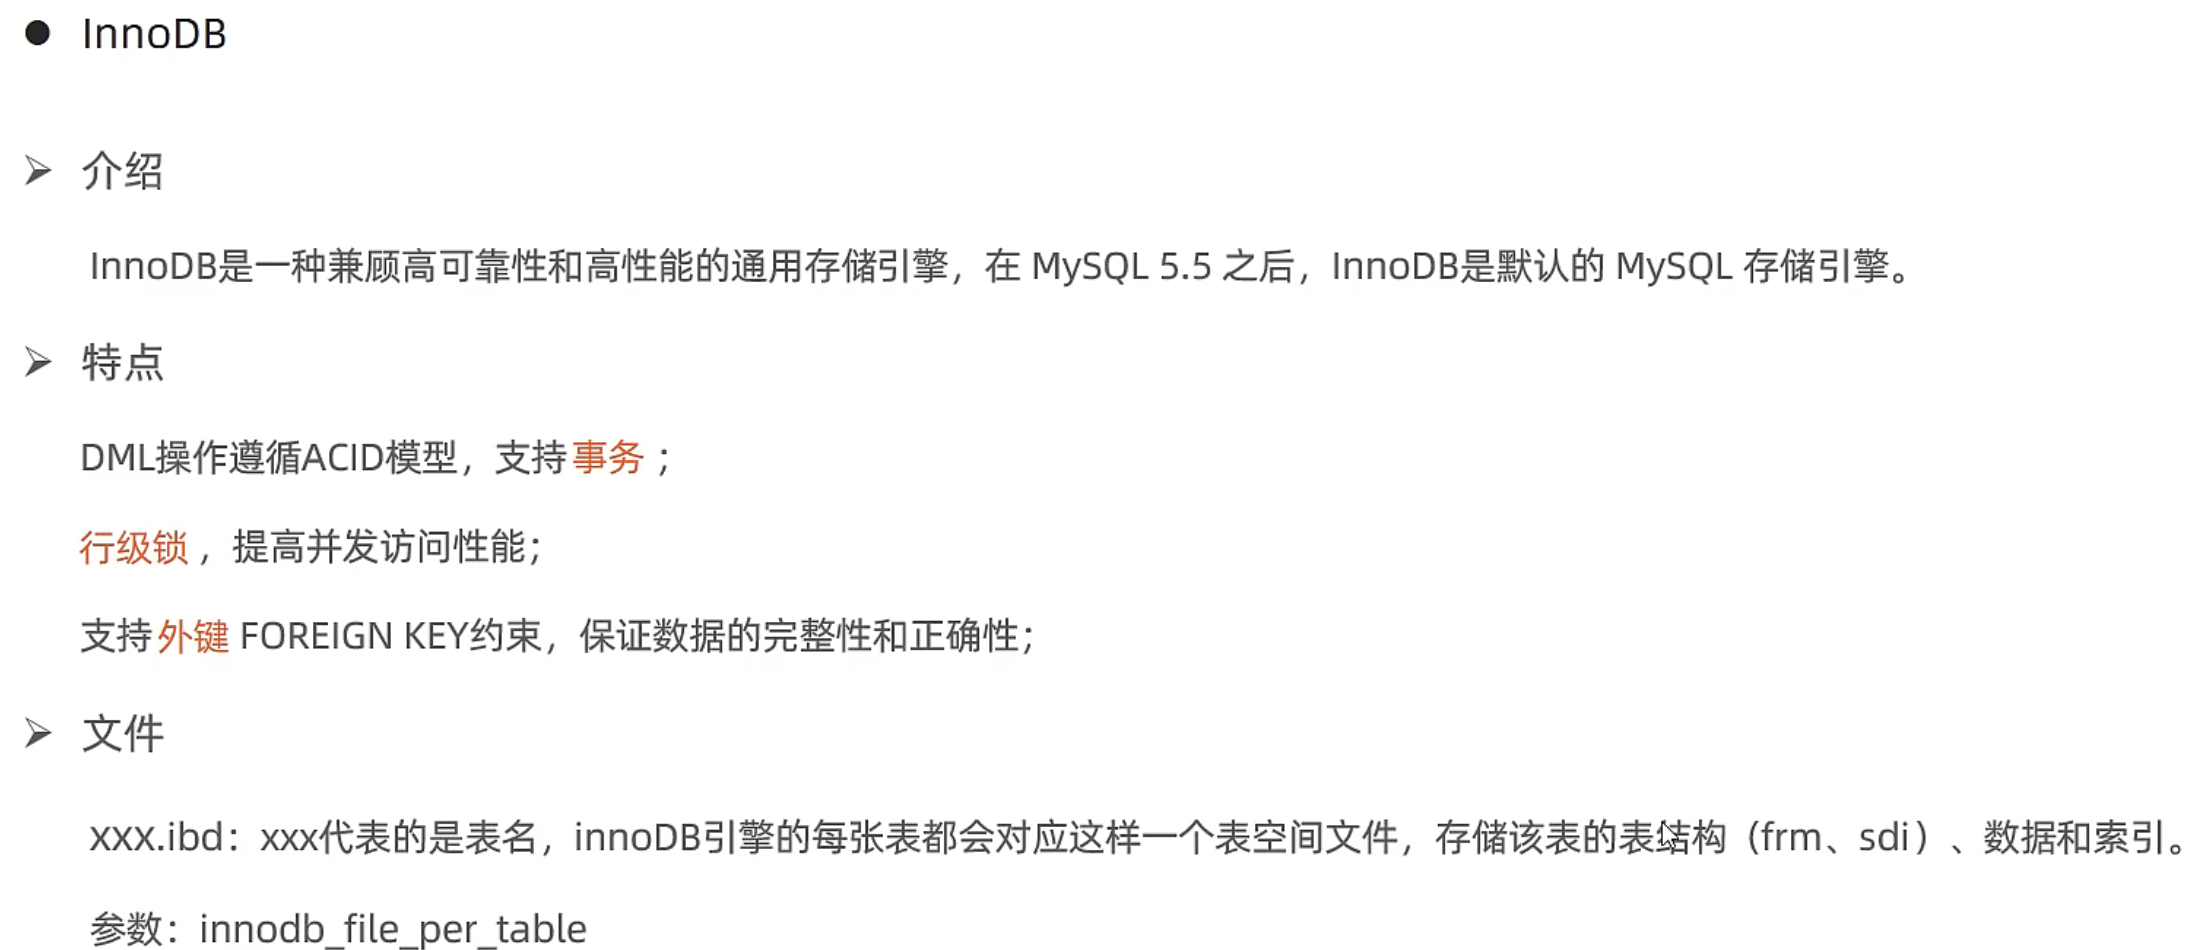 ● InnoDB
➢ 介绍
InnoDB是一种兼顾高可靠性和高性能的通用存储引擎，在 MySQL 5.5 之后，InnoDB是默认的 MySQL 存储引擎。
➢ 特点
DML操作遵循ACID模型，支持事务；
行级锁，提高并发访问性能；
支持外键 FOREIGN KEY约束，保证数据的完整性和正确性；
➢ 文件
xxx.ibd：xxx代表的是表名，innoDB引擎的每张表都会对应这样一个表空间文件，存储该表的表结构（frm、sdi）、数据和索引。
参数：innodb_file_per_table